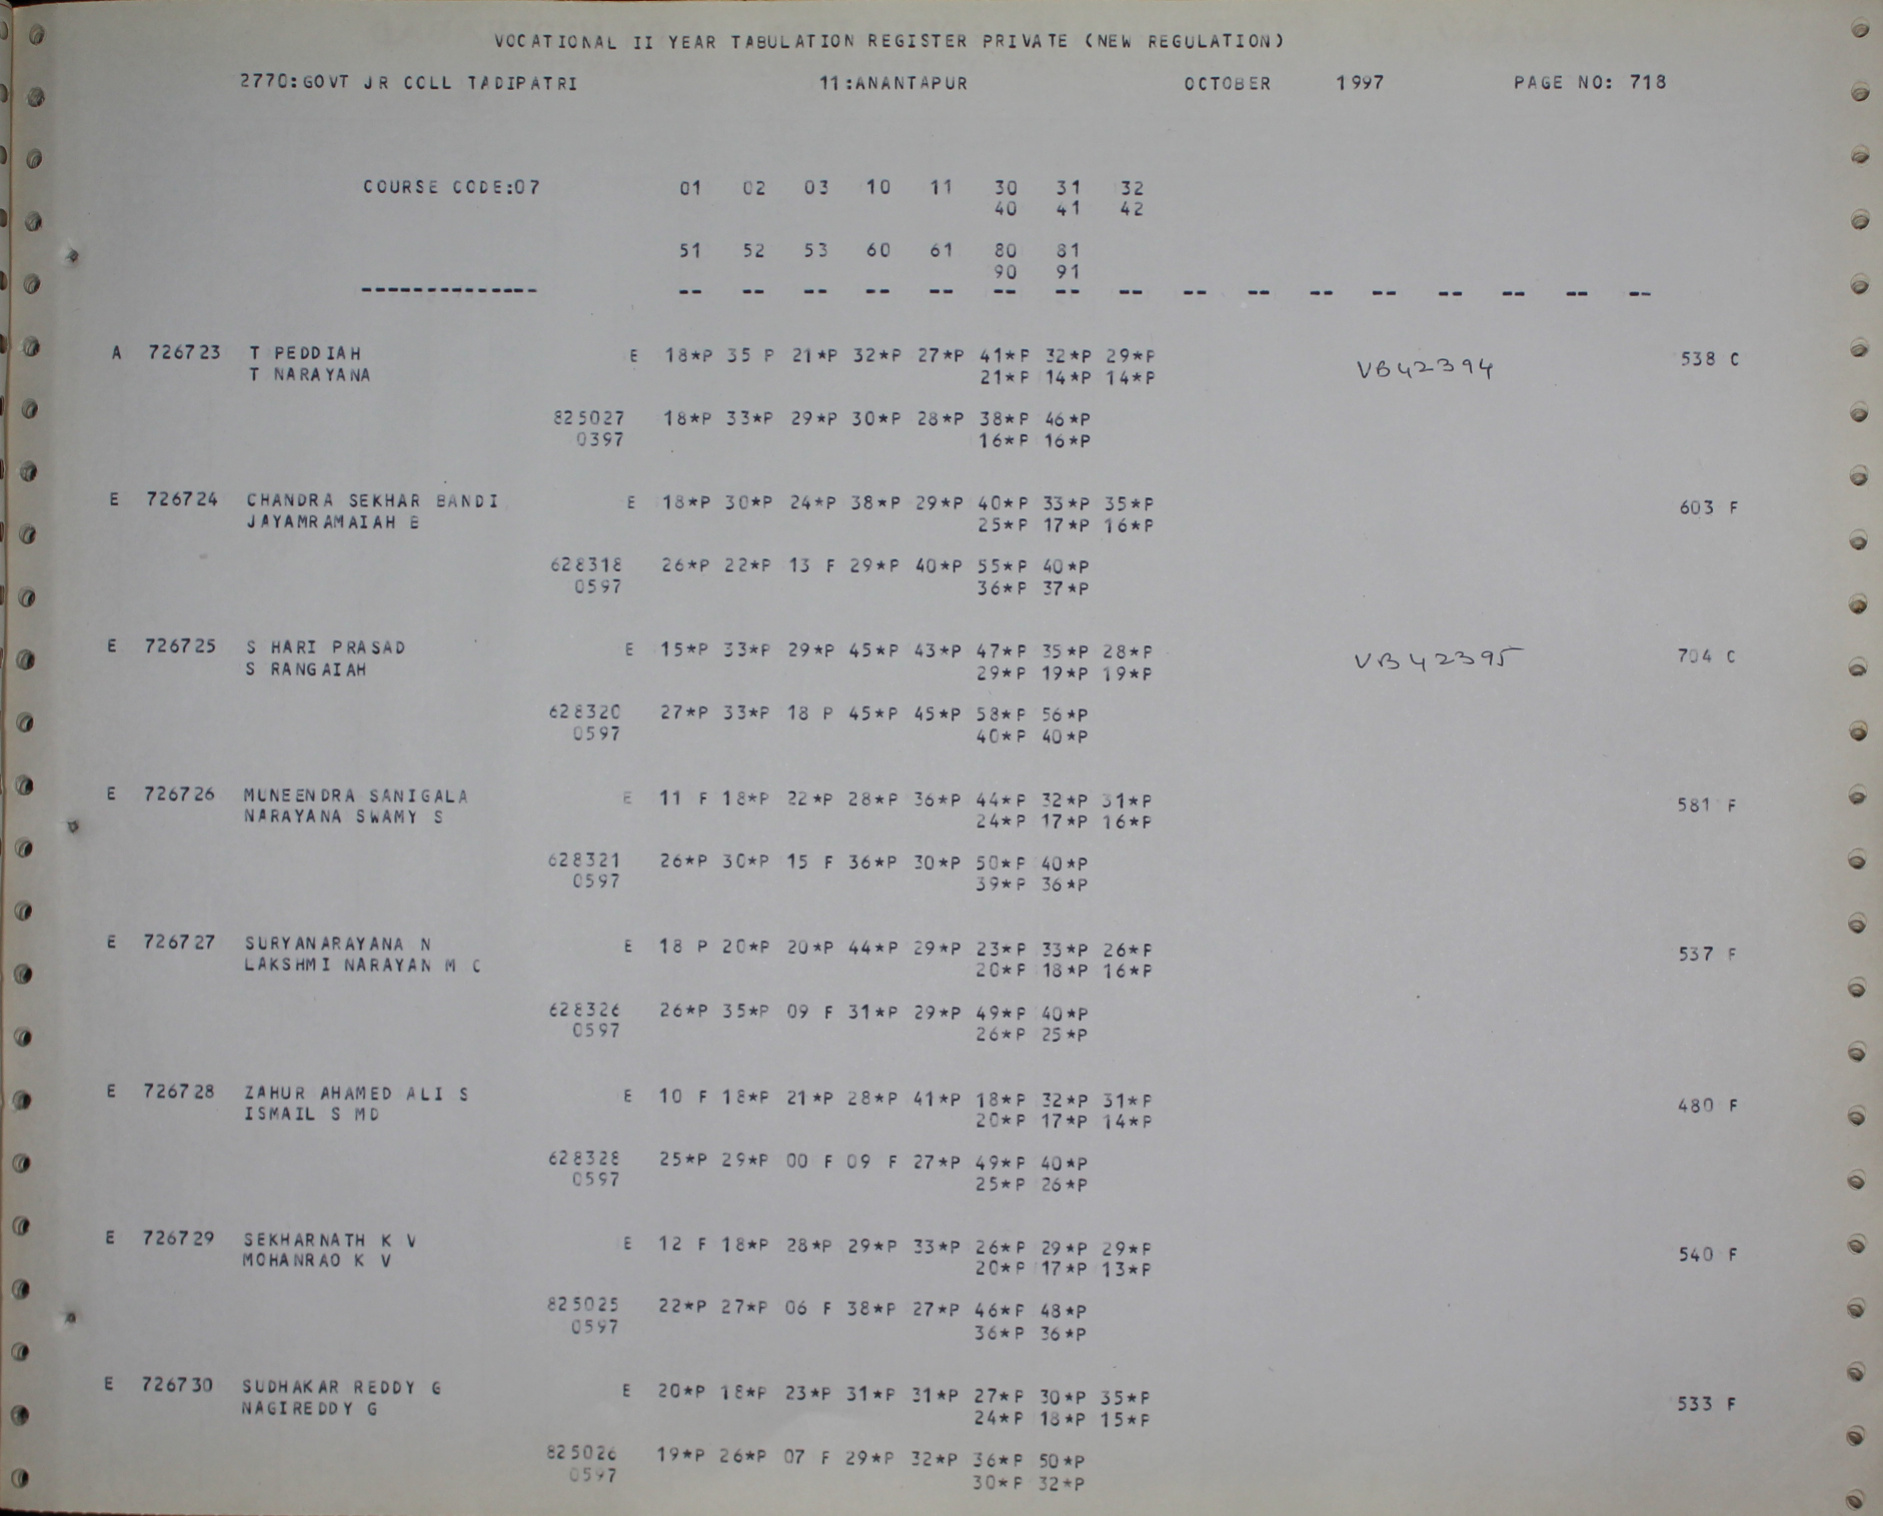 VOCATIONAL II YEAR TABULATION REGISTER PRIVATE (NEW REGULATION)
2770:GOVT JR COLL TADIPATRI 11:ANANTAPUR OCTOBER 1997 PAGE NO: 718
COURSE CODE:07 01 02 03 10 11 30 31 32
40 41 42
51 52 53 60 61 80 81
90 91
-------------- -- -- -- -- -- -- -- -- -- -- -- -- -- -- -- --
A 726723 T PEDDIAH E 18*P 35 P 21*P 32*P 27*P 41*P 32*P 29*P VB42394 538 C
T NARAYANA 21*P 14*P 14*P
825027 18*P 33*P 29*P 30*P 28*P 38*P 46*P
0397 16*P 16*P
E 726724 CHANDRA SEKHAR BANDI E 18*P 30*P 24*P 38*P 29*P 40*P 33*P 35*P 603 F
JAYAMRAMAIAH B 25*P 17*P 16*P
628318 26*P 22*P 13 F 29*P 40*P 55*P 40*P
0597 36*P 37*P
E 726725 S HARI PRASAD E 15*P 33*P 29*P 45*P 43*P 47*P 35*P 28*P VB42395 704 C
S RANGAIAH 29*P 19*P 19*P
628320 27*P 33*P 18 P 45*P 45*P 58*P 56*P
0597 40*P 40*P
E 726726 MUNEENDRA SANIGALA E 11 F 18*P 22*P 28*P 36*P 44*P 32*P 31*P 581 F
NARAYANA SWAMY S 24*P 17*P 16*P
628321 26*P 30*P 15 F 36*P 30*P 50*P 40*P
0597 39*P 36*P
E 726727 SURYANARAYANA N E 18 P 20*P 20*P 44*P 29*P 23*P 33*P 26*P 537 F
LAKSHMI NARAYAN M C 20*P 18*P 16*P
628326 26*P 35*P 09 F 31*P 29*P 49*P 40*P
0597 26*P 25*P
E 726728 ZAHUR AHAMED ALI S E 10 F 18*P 21*P 28*P 41*P 18*P 32*P 31*P 480 F
ISMAIL S MD 20*P 17*P 14*P
628328 25*P 29*P 00 F 09 F 27*P 49*P 40*P
0597 25*P 26*P
E 726729 SEKHARNATH K V E 12 F 18*P 28*P 29*P 33*P 26*P 29*P 29*P 540 F
MOHANRAO K V 20*P 17*P 13*P
825025 22*P 27*P 06 F 38*P 27*P 46*P 48*P
0597 36*P 36*P
E 726730 SUDHAKAR REDDY G E 20*P 18*P 23*P 31*P 31*P 27*P 30*P 35*P 533 F
NAGIREDDY G 24*P 18*P 15*P
825026 19*P 26*P 07 F 29*P 32*P 36*P 50*P
0597 30*P 32*P